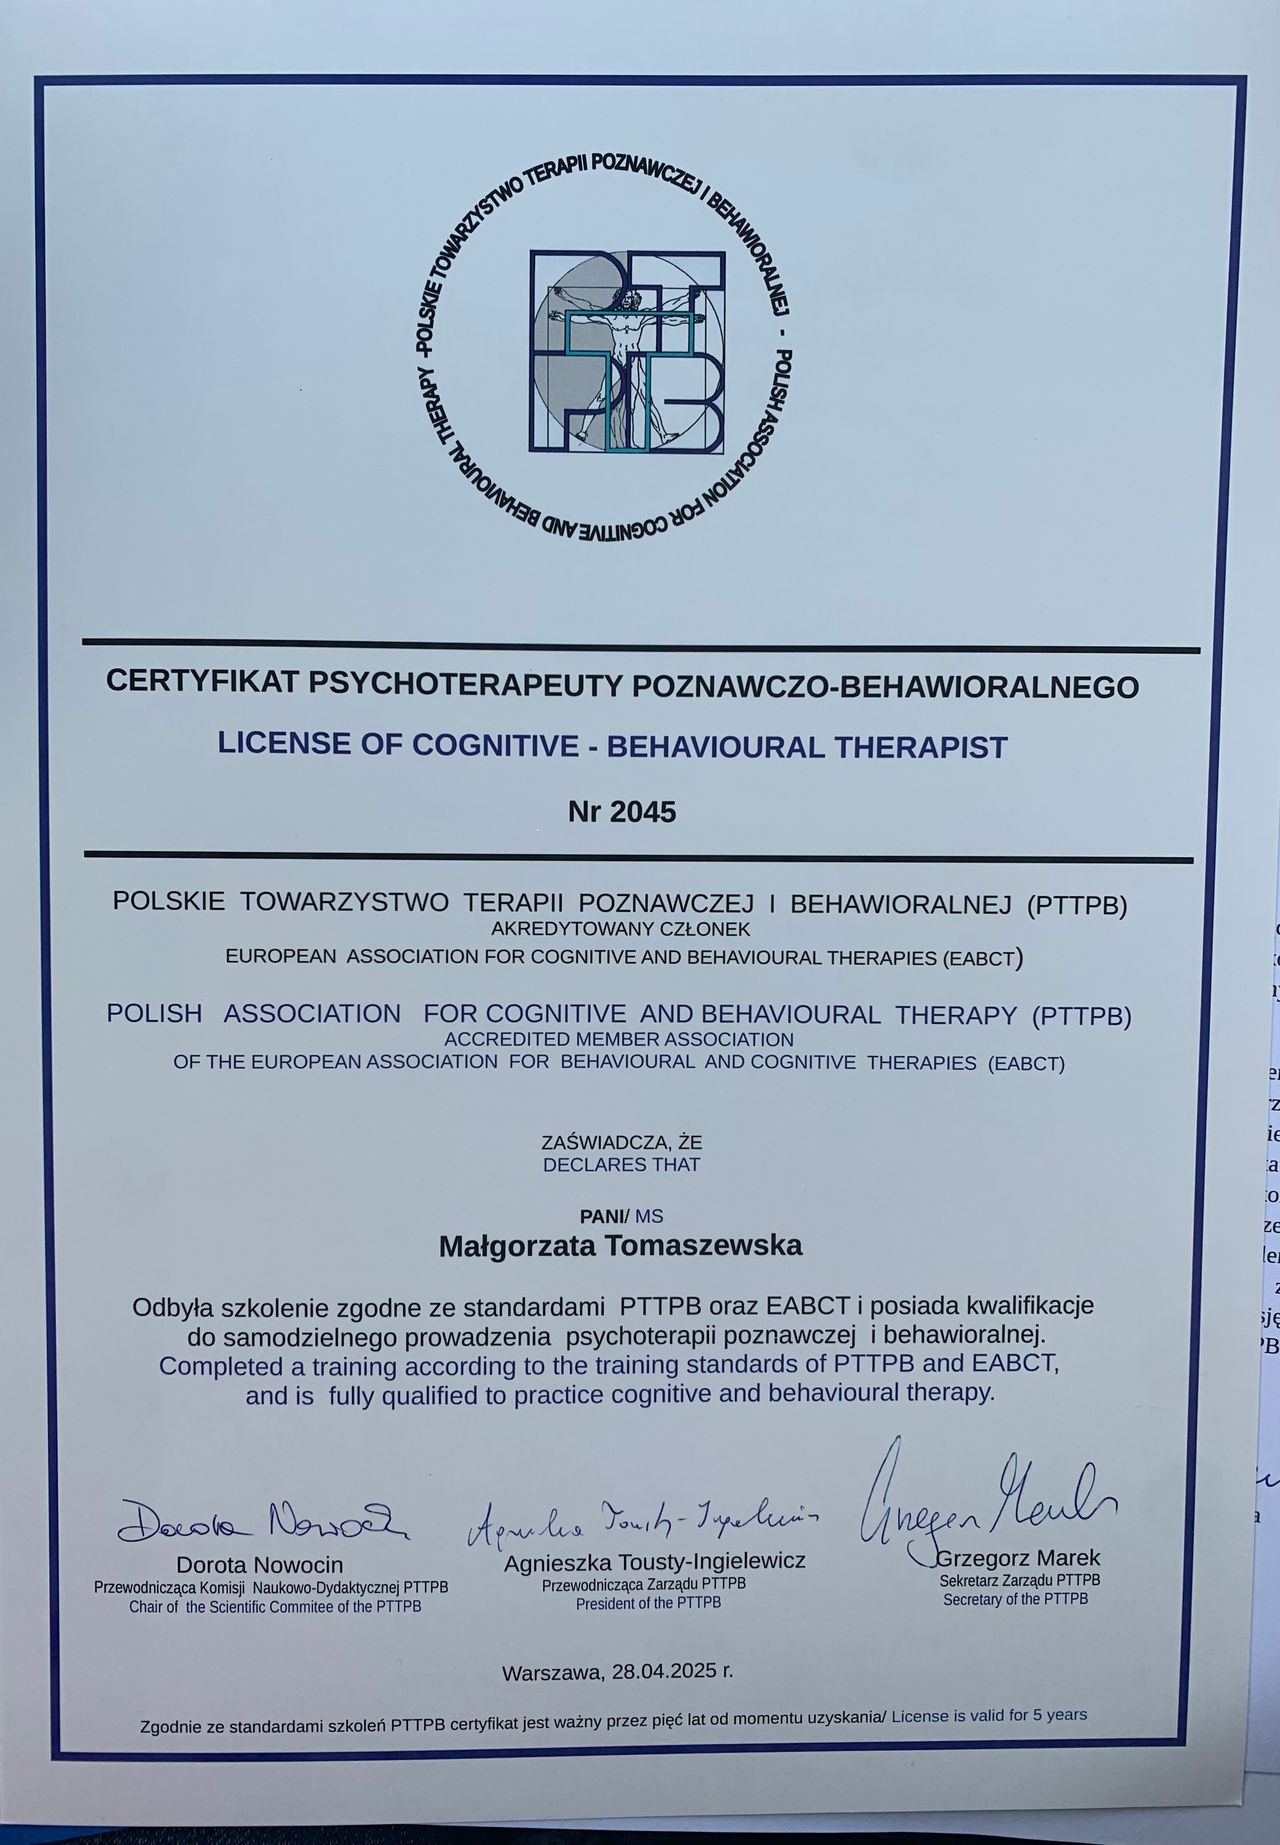 POLSKIE TOWARZYSTWO TERAPII POZNAWCZEJ I BEHAWIORALNEJ - POLISH ASSOCIATION FOR COGNITIVE AND BEHAVIOURAL THERAPY -
PTTPB
CERTYFIKAT PSYCHOTERAPEUTY POZNAWCZO-BEHAWIORALNEGO
LICENSE OF COGNITIVE - BEHAVIOURAL THERAPIST
Nr 2045
POLSKIE TOWARZYSTWO TERAPII POZNAWCZEJ I BEHAWIORALNEJ (PTTPB)
AKREDYTOWANY CZŁONEK
EUROPEAN ASSOCIATION FOR COGNITIVE AND BEHAVIOURAL THERAPIES (EABCT)
POLISH ASSOCIATION FOR COGNITIVE AND BEHAVIOURAL THERAPY (PTTPB)
ACCREDITED MEMBER ASSOCIATION
OF THE EUROPEAN ASSOCIATION FOR BEHAVIOURAL AND COGNITIVE THERAPIES (EABCT)
ZAŚWIADCZA, ŻE
DECLARES THAT
PANI/ MS
Małgorzata Tomaszewska
Odbyła szkolenie zgodne ze standardami PTTPB oraz EABCT i posiada kwalifikacje
do samodzielnego prowadzenia psychoterapii poznawczej i behawioralnej.
Completed a training according to the training standards of PTTPB and EABCT,
and is fully qualified to practice cognitive and behavioural therapy.
Dorota Nowocin
Dorota Nowocin
Przewodnicząca Komisji Naukowo-Dydaktycznej PTTPB
Chair of the Scientific Commitee of the PTTPB
Agnieszka Tousty-Ingielewicz
Przewodnicząca Zarządu PTTPB
President of the PTTPB
Grzegorz Marek
Sekretarz Zarządu PTTPB
Secretary of the PTTPB
Warszawa, 28.04.2025 r.
Zgodnie ze standardami szkoleń PTTPB certyfikat jest ważny przez pięć lat od momentu uzyskania/ License is valid for 5 years